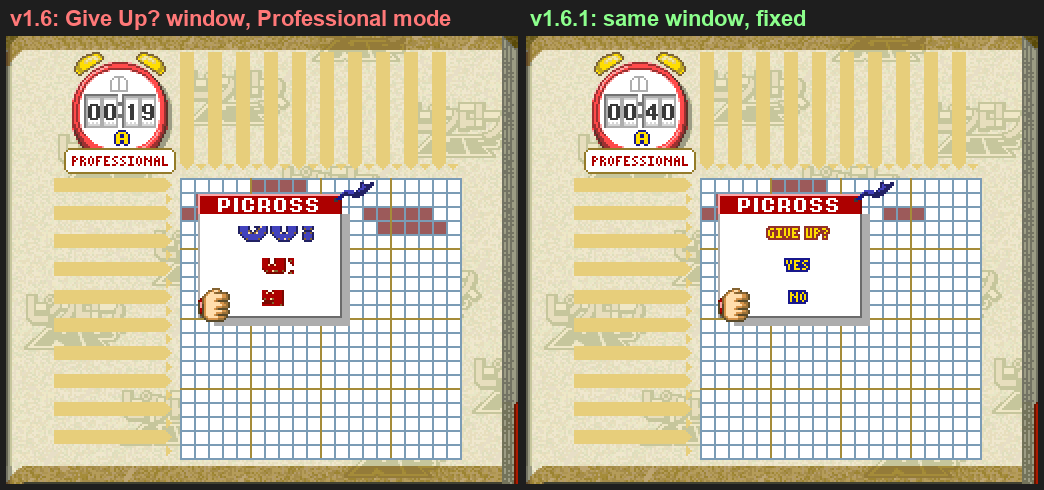 v1.6: Give Up? window, Professional mode
v1.6.1: same window, fixed
00:19
A
PROFESSIONAL
PICROSS
00:40
A
PROFESSIONAL
PICROSS
GIVE UP?
YES
NO